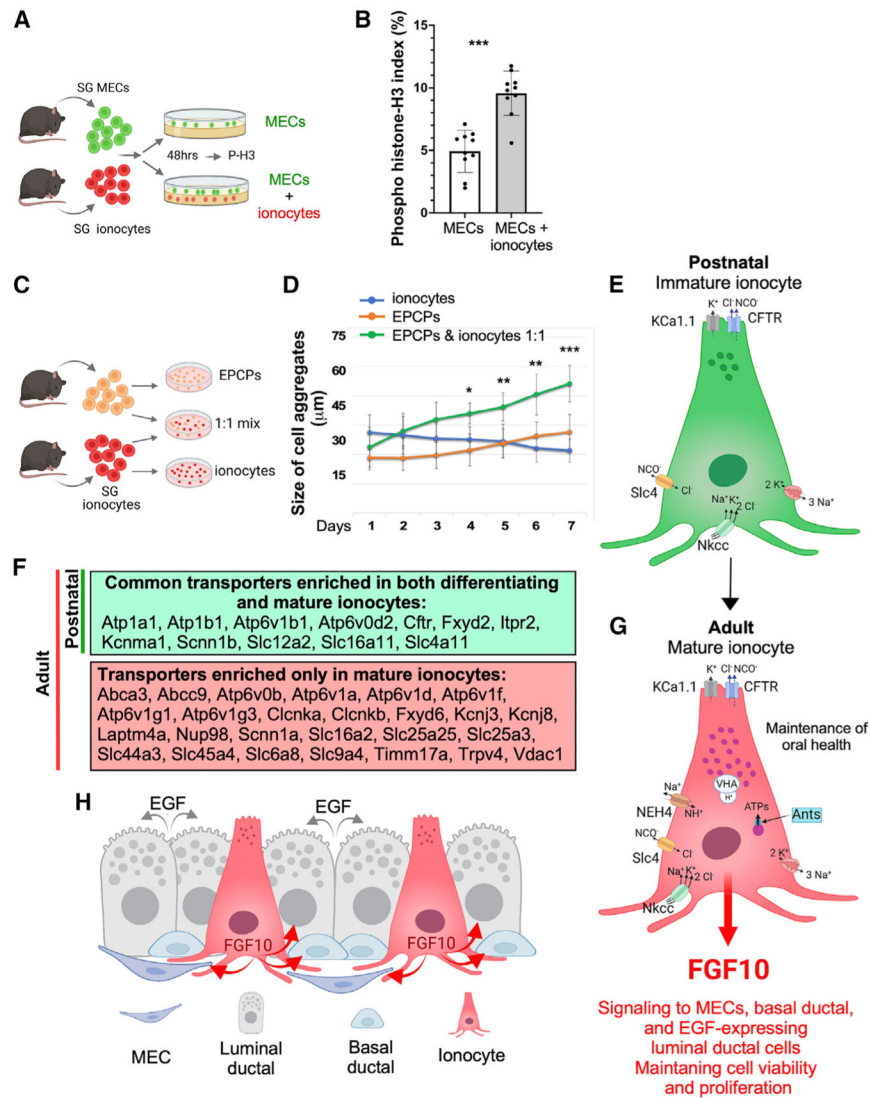 A
SG MECs
MECs
48hrs
P-H3
MECs
+
ionocytes
SG ionocytes
B
Phospho histone-H3 index (%)
15
10
5
0
***
MECs
MECs +
ionocytes
C
EPCPs
1:1 mix
ionocytes
SG
ionocytes
D
ionocytes
EPCPs
EPCPs & ionocytes 1:1
Size of cell aggregates
(μm)
75
60
45
30
15
*
**
**
***
Days
1 2 3 4 5 6 7
E
Postnatal
Immature ionocyte
K⁺ Cl⁻ NCO⁻
KCa1.1
CFTR
NCO⁻
Slc4
Cl⁻
2 K⁺
3 Na⁺
Na⁺K⁺
2 Cl⁻
Nkcc
F
Adult
Postnatal
Common transporters enriched in both differentiating
and mature ionocytes:
Atp1a1, Atp1b1, Atp6v1b1, Atp6v0d2, Cftr, Fxyd2, Itpr2,
Kcnma1, Scnn1b, Slc12a2, Slc16a11, Slc4a11
Transporters enriched only in mature ionocytes:
Abca3, Abcc9, Atp6v0b, Atp6v1a, Atp6v1d, Atp6v1f,
Atp6v1g1, Atp6v1g3, Clcnka, Clcnkb, Fxyd6, Kcnj3, Kcnj8,
Laptm4a, Nup98, Scnn1a, Slc16a2, Slc25a25, Slc25a3,
Slc44a3, Slc45a4, Slc6a8, Slc9a4, Timm17a, Trpv4, Vdac1
G
Adult
Mature ionocyte
K⁺ Cl⁻ NCO⁻
KCa1.1
CFTR
Maintenance of
oral health
VHA
H⁺
Na⁺
NEH4
NH⁺
ATPs
Ants
NCO⁻
Slc4
Cl⁻
2 K⁺
3 Na⁺
Na⁺K⁺
2 Cl⁻
Nkcc
FGF10
Signaling to MECs, basal ductal,
and EGF-expressing
luminal ductal cells
Maintaning cell viability
and proliferation
H
EGF
EGF
FGF10
FGF10
MEC
Luminal
ductal
Basal
ductal
Ionocyte